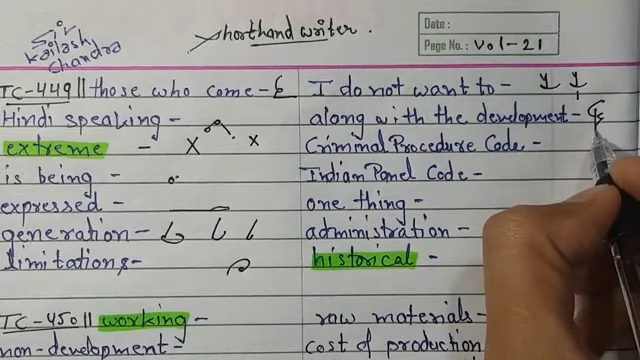 Sir
Kailash
Chandra
Shorthand writer.
Date:
Page No.: Vol-21
TC-449|| those who come -
Hindi speaking -
extreme -
is being -
expressed -
generation -
limitations -
TC-450|| working -
non-development -
I do not want to -
along with the development -
Criminal Procedure Code -
Indian Panel Code -
one thing -
administration -
historical -
raw materials -
cost of production